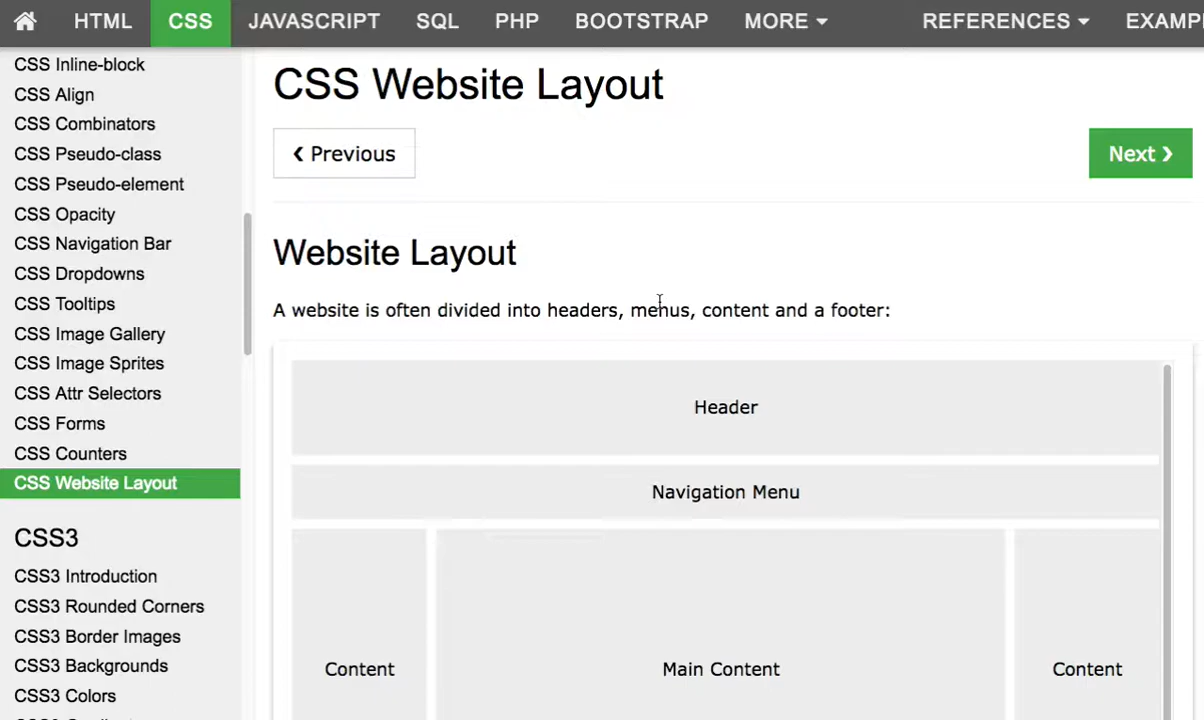 HTML CSS JAVASCRIPT SQL PHP BOOTSTRAP MORE REFERENCES EXAMP
CSS Inline-block
CSS Align
CSS Combinators
CSS Pseudo-class
CSS Pseudo-element
CSS Opacity
CSS Navigation Bar
CSS Dropdowns
CSS Tooltips
CSS Image Gallery
CSS Image Sprites
CSS Attr Selectors
CSS Forms
CSS Counters
CSS Website Layout
CSS3
CSS3 Introduction
CSS3 Rounded Corners
CSS3 Border Images
CSS3 Backgrounds
CSS3 Colors
CSS Website Layout
❮ Previous
Next ❯
Website Layout
A website is often divided into headers, menus, content and a footer:
Header
Navigation Menu
Content
Main Content
Content